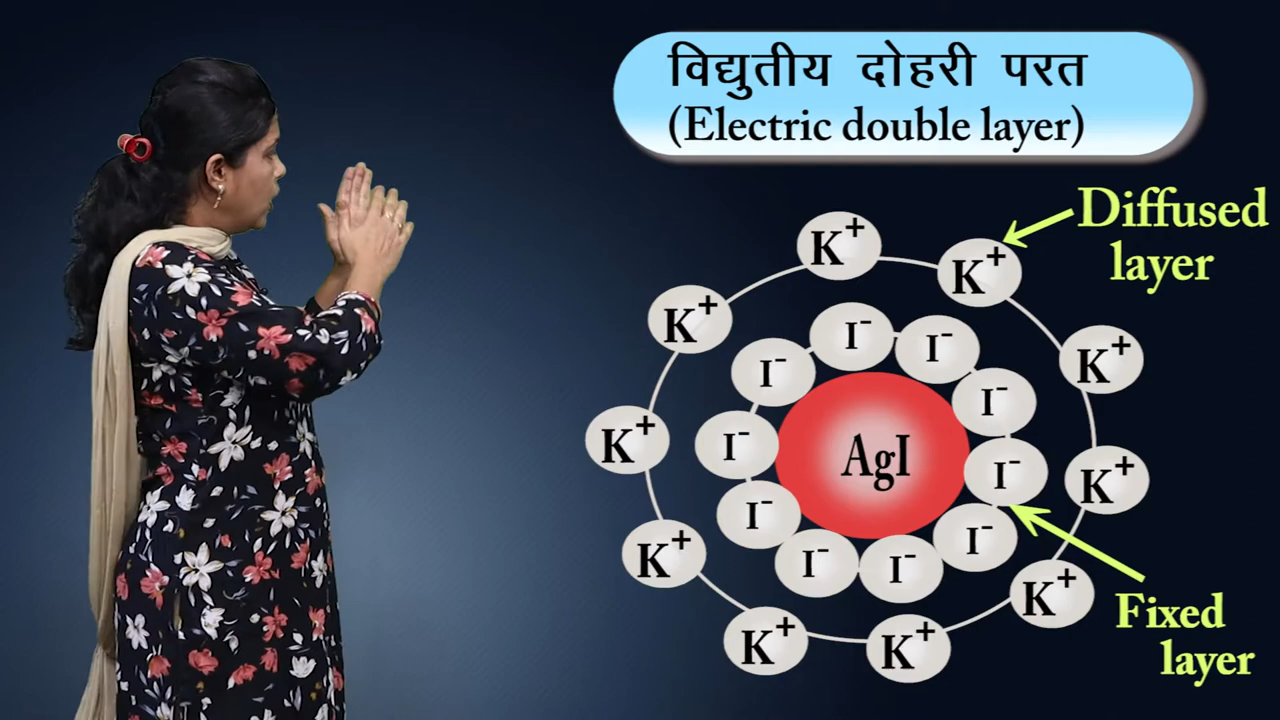 विद्युतीय दोहरी परत
(Electric double layer)
Diffused
layer
K+
K+
K+
K+
K+
K+
K+
K+
K+
K+
K+
I-
I-
I-
I-
I-
I-
I-
I-
I-
I-
I-
AgI
Fixed
layer